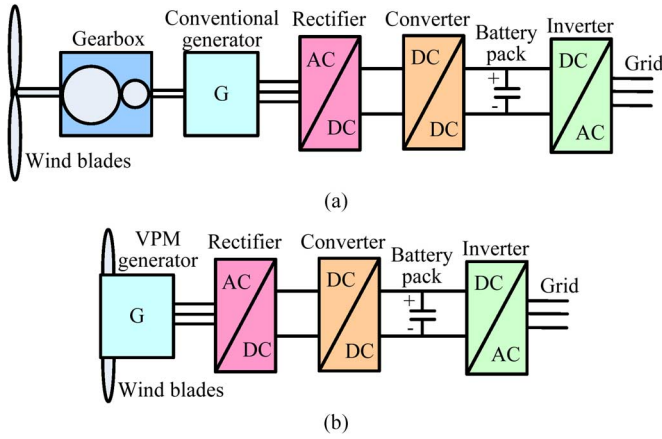 Conventional
generator
Rectifier
Converter
Battery
pack
Inverter
Gearbox
Grid
G
AC
DC
DC
DC
+
-
DC
AC
Wind blades
(a)
VPM
generator
Rectifier
Converter
Battery
pack
Inverter
Grid
G
AC
DC
DC
DC
+
-
DC
AC
Wind blades
(b)